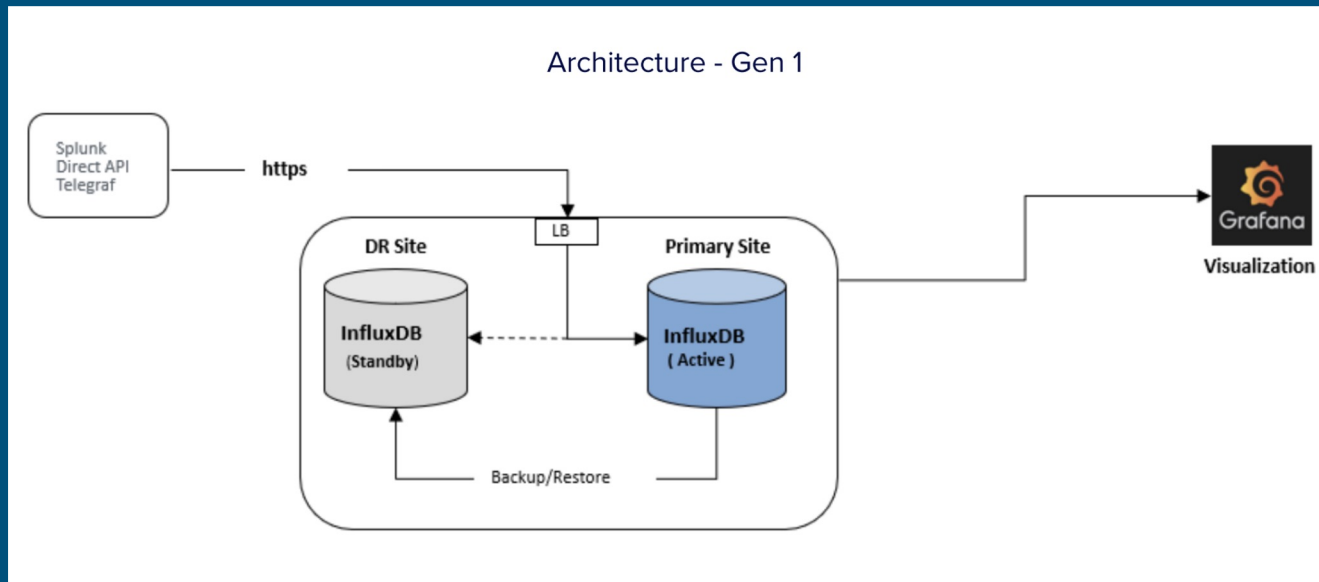 Architecture - Gen 1
Splunk
Direct API
Telegraf
https
LB
DR Site
Primary Site
InfluxDB
(Standby)
InfluxDB
( Active )
Backup/Restore
Grafana
Visualization